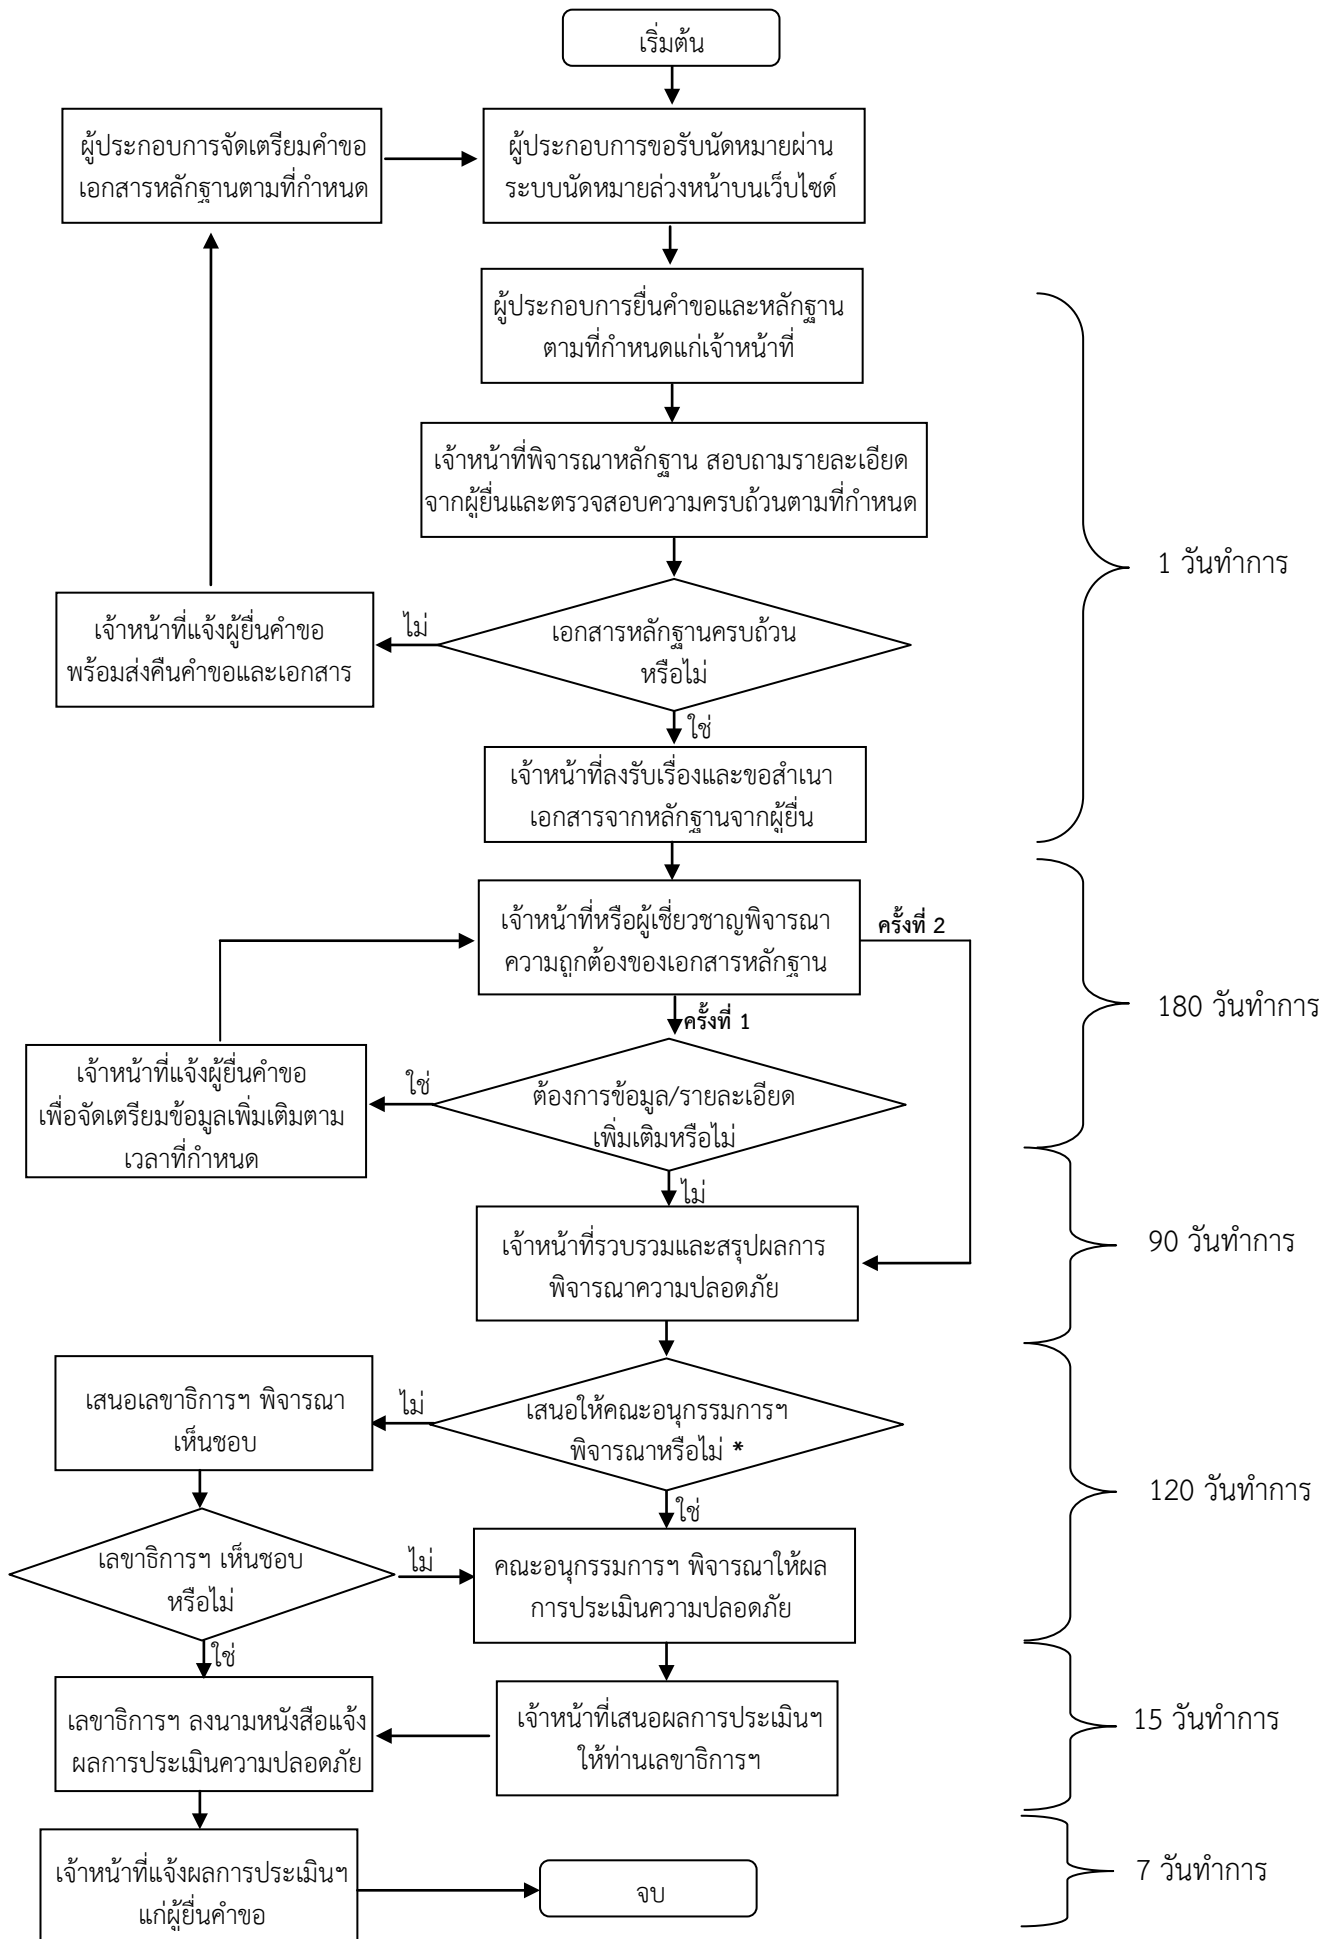 เริ่มต้น
ผู้ประกอบการจัดเตรียมคำขอ
เอกสารหลักฐานตามที่กำหนด
ผู้ประกอบการขอรับนัดหมายผ่าน
ระบบนัดหมายล่วงหน้าบนเว็บไซด์
ผู้ประกอบการยื่นคำขอและหลักฐาน
ตามที่กำหนดแก่เจ้าหน้าที่
เจ้าหน้าที่พิจารณาหลักฐาน สอบถามรายละเอียด
จากผู้ยื่นและตรวจสอบความครบถ้วนตามที่กำหนด
1 วันทำการ
เจ้าหน้าที่แจ้งผู้ยื่นคำขอ
พร้อมส่งคืนคำขอและเอกสาร
ไม่
เอกสารหลักฐานครบถ้วน
หรือไม่
ใช่
เจ้าหน้าที่ลงรับเรื่องและขอสำเนา
เอกสารจากหลักฐานจากผู้ยื่น
เจ้าหน้าที่หรือผู้เชี่ยวชาญพิจารณา
ความถูกต้องของเอกสารหลักฐาน
ครั้งที่ 2
ครั้งที่ 1
180 วันทำการ
เจ้าหน้าที่แจ้งผู้ยื่นคำขอ
เพื่อจัดเตรียมข้อมูลเพิ่มเติมตาม
เวลาที่กำหนด
ใช่
ต้องการข้อมูล/รายละเอียด
เพิ่มเติมหรือไม่
ไม่
เจ้าหน้าที่รวบรวมและสรุปผลการ
พิจารณาความปลอดภัย
90 วันทำการ
เสนอเลขาธิการฯ พิจารณา
เห็นชอบ
ไม่
เสนอให้คณะอนุกรรมการฯ
พิจารณาหรือไม่ *
ใช่
120 วันทำการ
เลขาธิการฯ เห็นชอบ
หรือไม่
ไม่
คณะอนุกรรมการฯ พิจารณาให้ผล
การประเมินความปลอดภัย
ใช่
เลขาธิการฯ ลงนามหนังสือแจ้ง
ผลการประเมินความปลอดภัย
เจ้าหน้าที่เสนอผลการประเมินฯ
ให้ท่านเลขาธิการฯ
15 วันทำการ
เจ้าหน้าที่แจ้งผลการประเมินฯ
แก่ผู้ยื่นคำขอ
จบ
7 วันทำการ